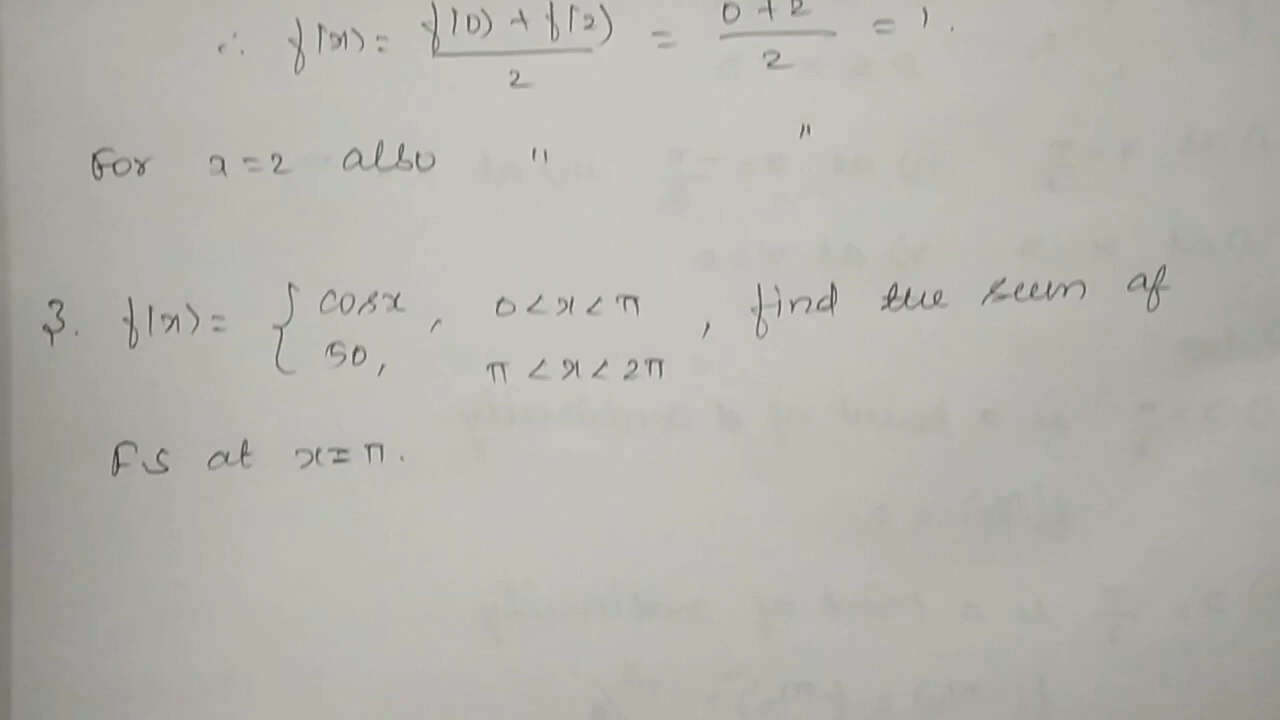 ∴ f(x) = f(0) + f(2) / 2 = 0 + 2 / 2 = 1.
For x = 2 also " "
3. f(x) = { cosx, 0 < x < π , find the sum of
50, π < x < 2π
FS at x = π.